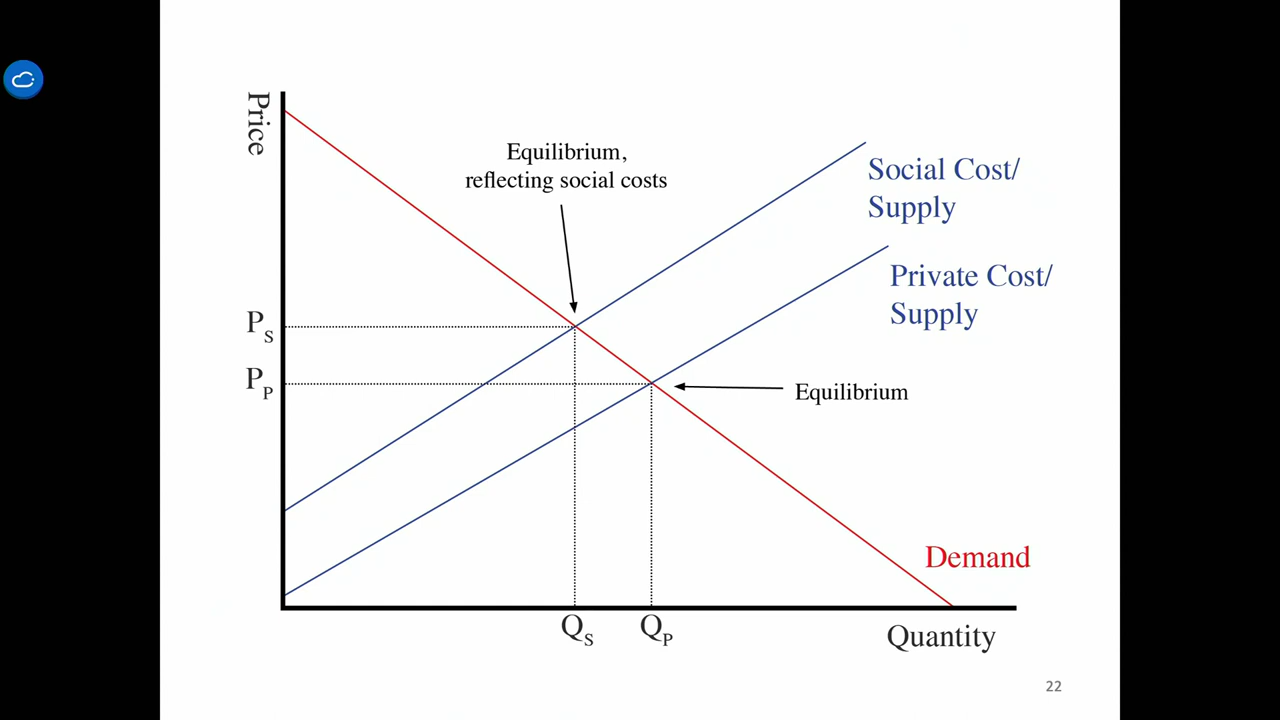 Price
Equilibrium,
reflecting social costs
Social Cost/
Supply
Private Cost/
Supply
PS
PP
Equilibrium
Demand
QS
QP
Quantity
22